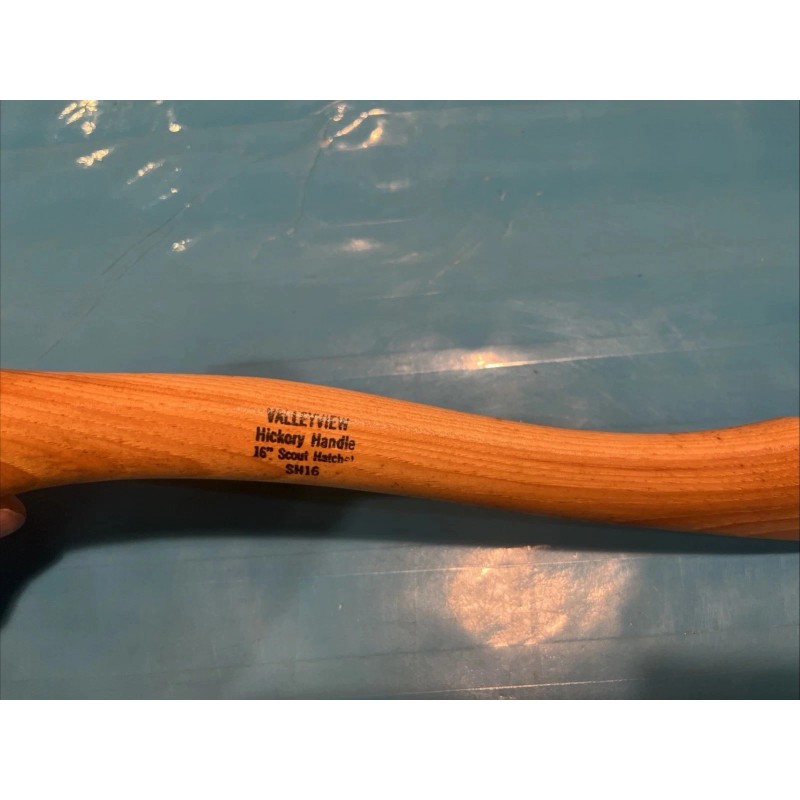 VALLEYVIEW
Hickory Handle
16" Scout Hatchet
SH16